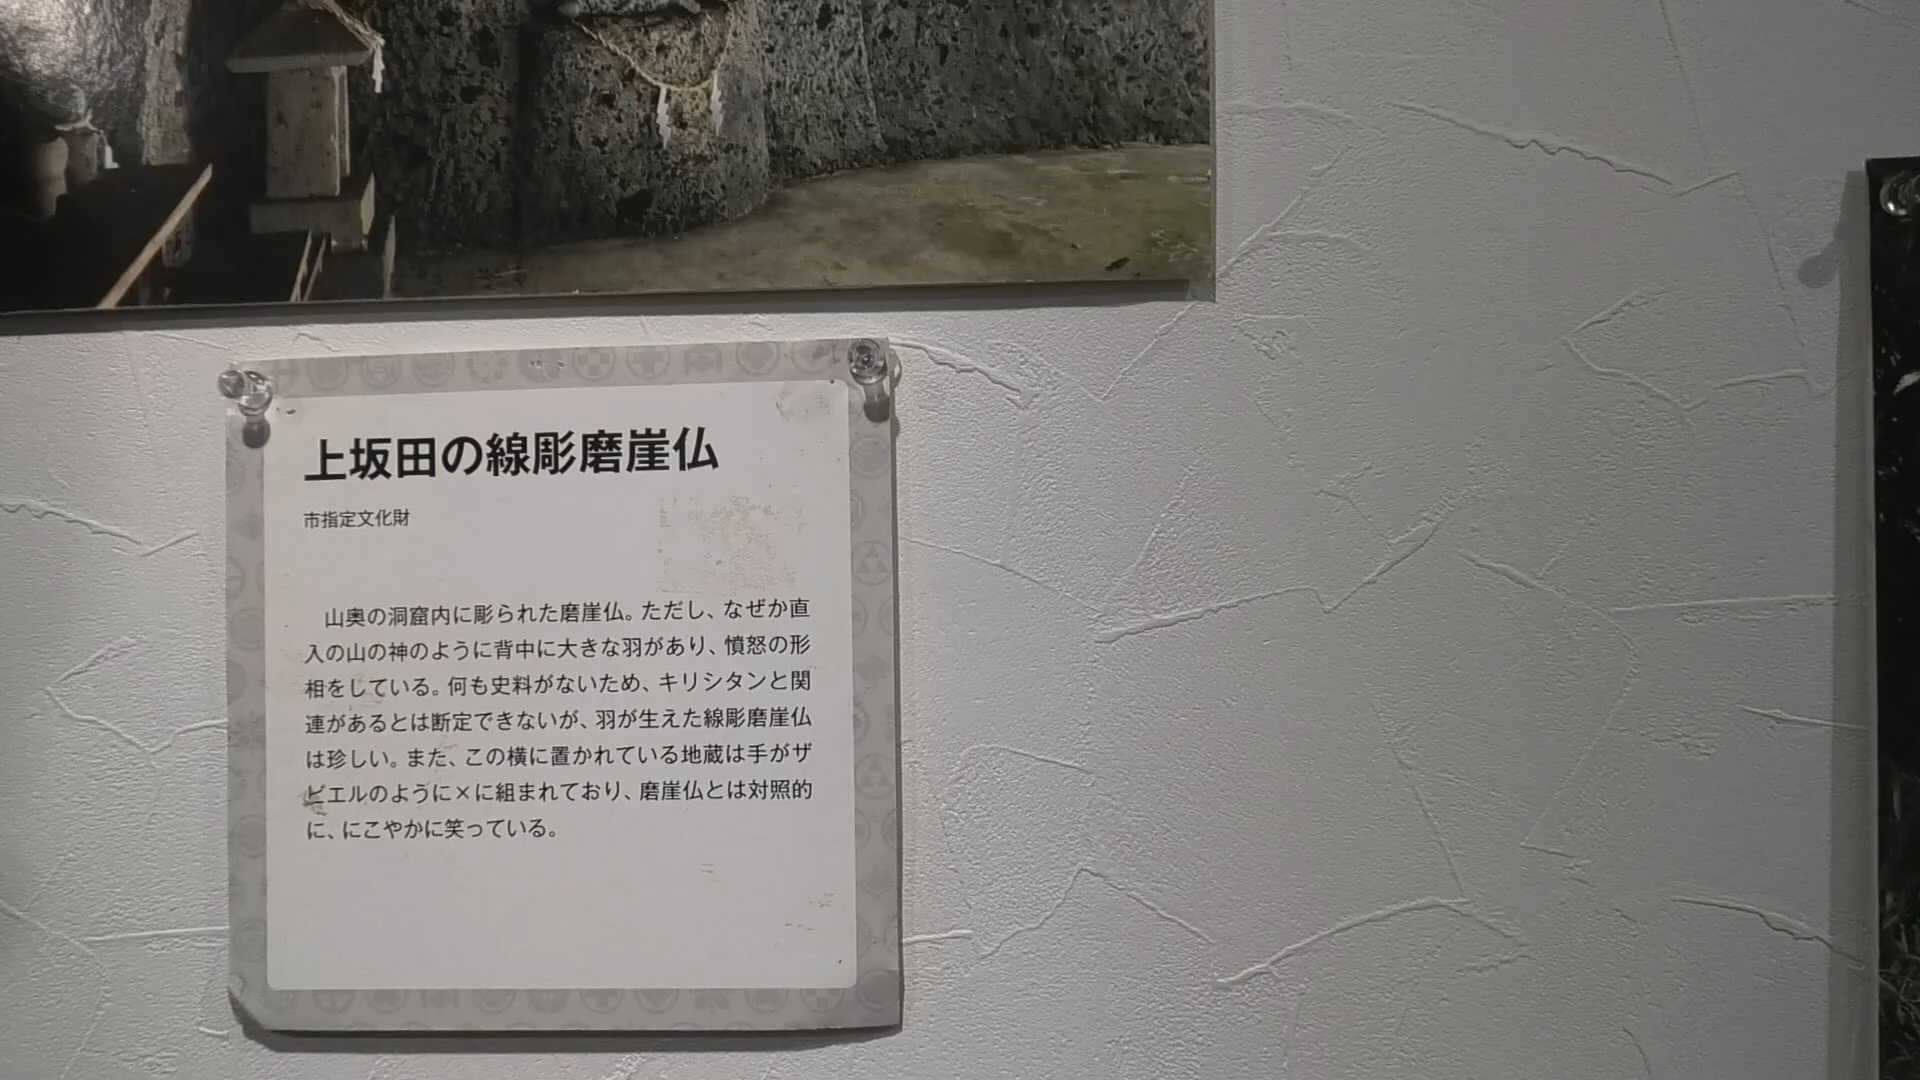 上坂田の線彫磨崖仏
市指定文化財
山奥の洞窟内に彫られた磨崖仏。ただし、なぜか直
入の山の神のように背中に大きな羽があり、憤怒の形
相をしている。何も史料がないため、キリシタンと関
連があるとは断定できないが、羽が生えた線彫磨崖仏
は珍しい。また、この横に置かれている地蔵は手がザ
ビエルのように×に組まれており、磨崖仏とは対照的
に、にこやかに笑っている。